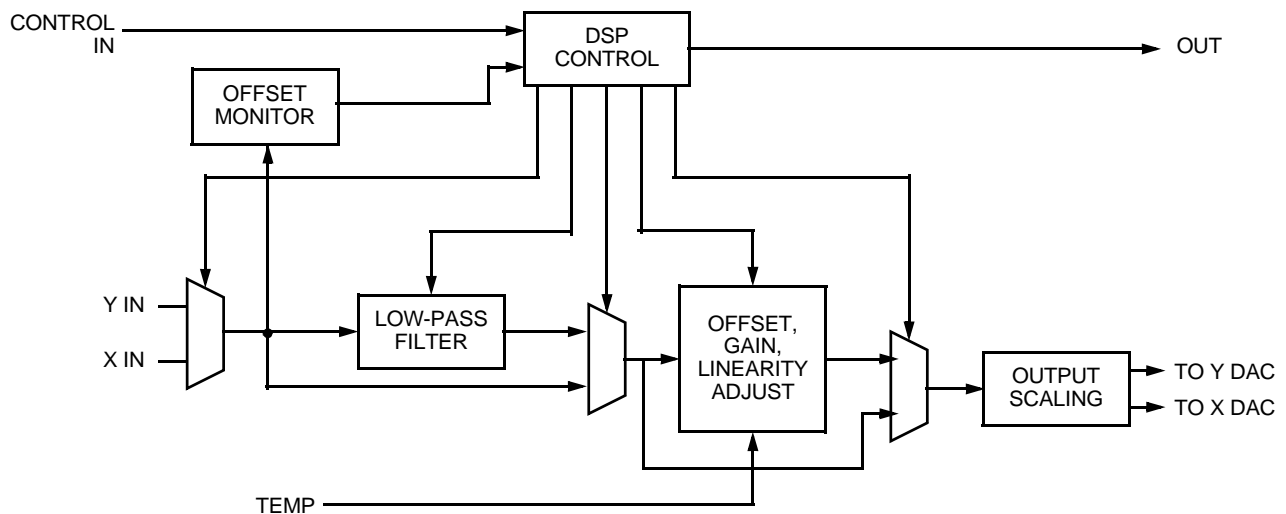 CONTROL
IN
DSP
CONTROL
OUT
OFFSET
MONITOR
Y IN
X IN
LOW-PASS
FILTER
OFFSET,
GAIN,
LINEARITY
ADJUST
OUTPUT
SCALING
TO Y DAC
TO X DAC
TEMP